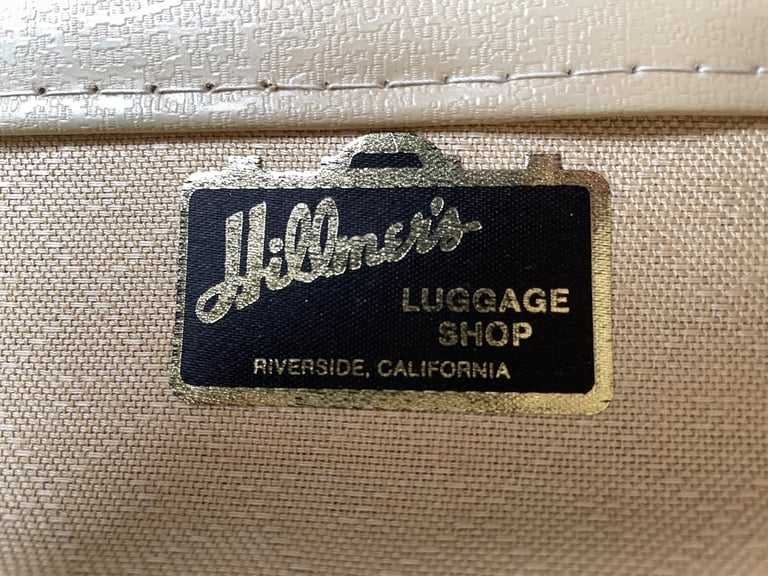 Hillmer's
LUGGAGE
SHOP
RIVERSIDE, CALIFORNIA